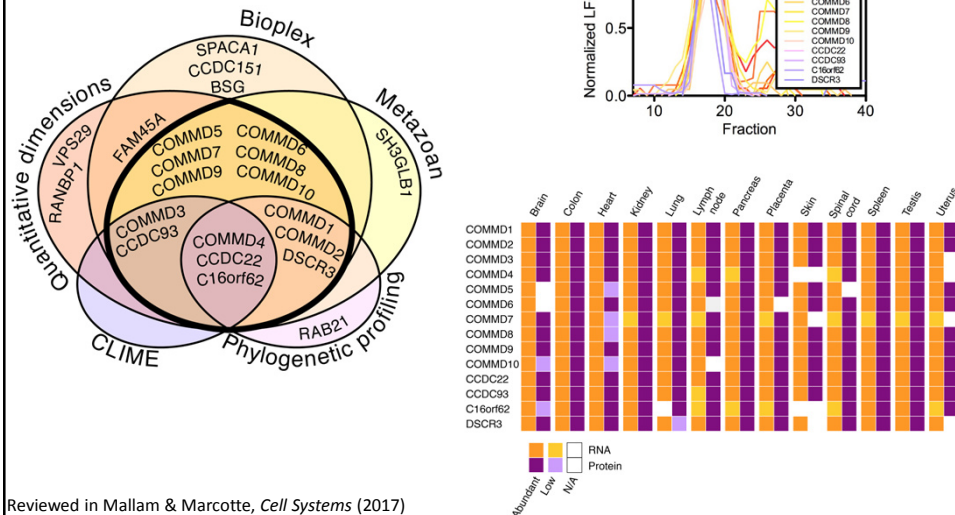 Bioplex
SPACA1
CCDC151
BSG
Quantitative dimensions
VPS29
RANBP1
FAM45A
Metazoan
SH3GLB1
COMMD5
COMMD7
COMMD9
COMMD6
COMMD8
COMMD10
COMMD3
CCDC93
COMMD4
CCDC22
C16orf62
COMMD1
COMMD2
DSCR3
RAB21
CLIME
Phylogenetic profiling
Normalized LF
0.5
0.0
10
20
30
40
Fraction
COMMD6
COMMD7
COMMD8
COMMD9
COMMD10
CCDC22
CCDC93
C16orf62
DSCR3
Brain
Colon
Heart
Kidney
Lung
Lymph
node
Pancreas
Placenta
Skin
Spinal
cord
Spleen
Testis
Uterus
COMMD1
COMMD2
COMMD3
COMMD4
COMMD5
COMMD6
COMMD7
COMMD8
COMMD9
COMMD10
CCDC22
CCDC93
C16orf62
DSCR3
RNA
Protein
Abundant
Low
N/A
Reviewed in Mallam & Marcotte, Cell Systems (2017)